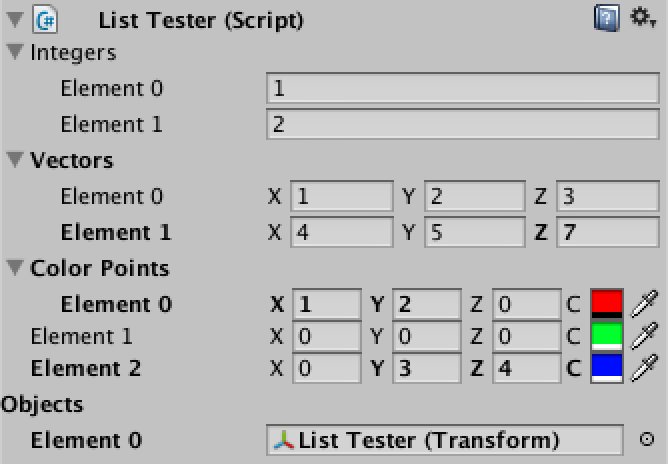 List Tester (Script)
Integers
Element 0 1
Element 1 2
Vectors
Element 0 X 1 Y 2 Z 3
Element 1 X 4 Y 5 Z 7
Color Points
Element 0 X 1 Y 2 Z 0 C
Element 1 X 0 Y 0 Z 0 C
Element 2 X 0 Y 3 Z 4 C
Objects
Element 0 List Tester (Transform)